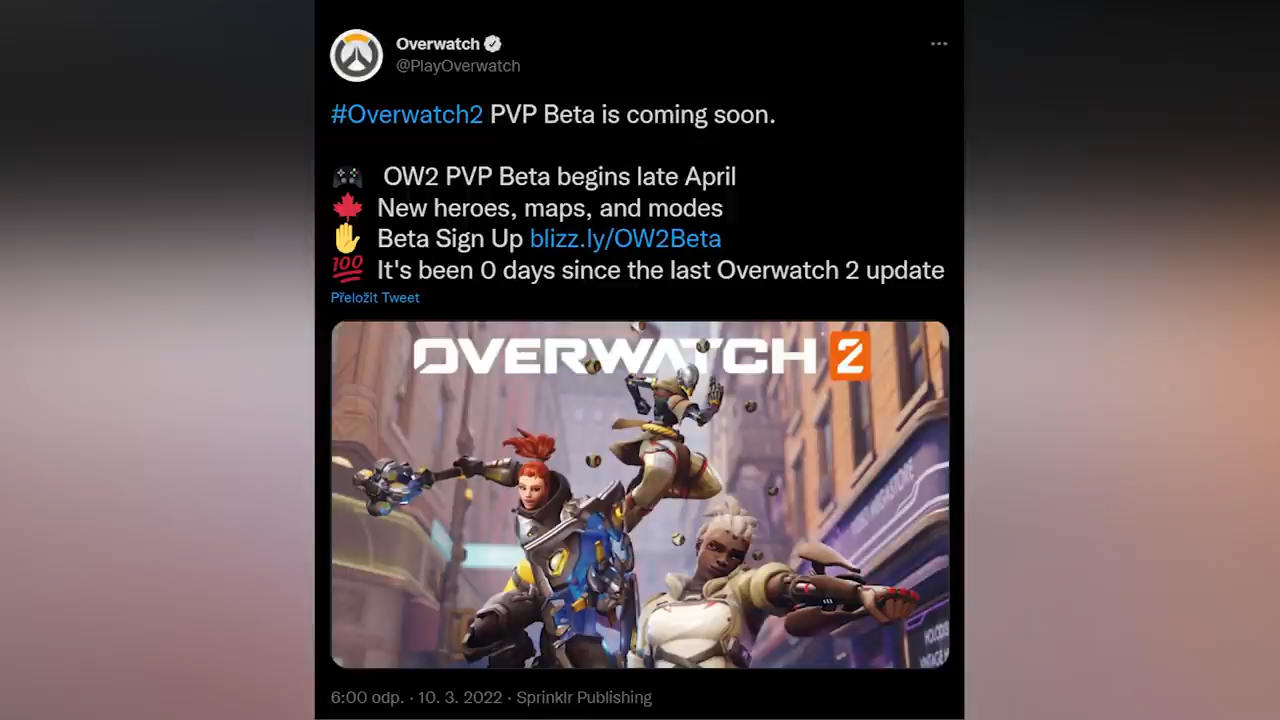 Overwatch
@PlayOverwatch
#Overwatch2 PVP Beta is coming soon.
🎮 OW2 PVP Beta begins late April
🍁 New heroes, maps, and modes
✋ Beta Sign Up blizz.ly/OW2Beta
💯 It's been 0 days since the last Overwatch 2 update
Přeložit Tweet
OVERWATCH 2
6:00 odp. · 10. 3. 2022 · Sprinklr Publishing